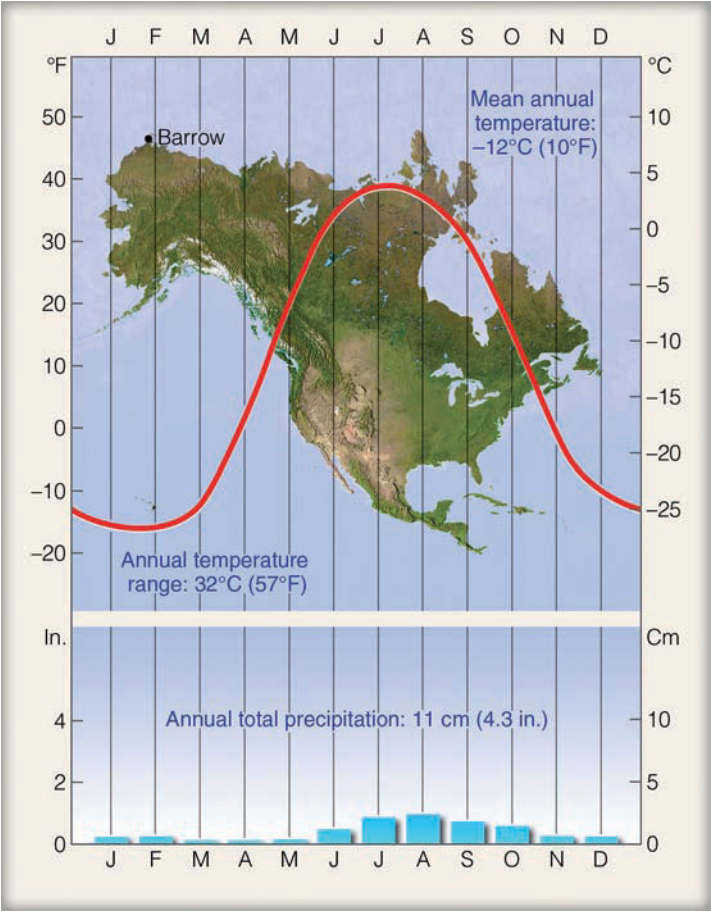 J F M A M J J A S O N D
ºF ºC
Mean annual
temperature:
–12°C (10°F)
50 10
Barrow
40 5
30 0
20 –5
10 –10
0 –15
–10 –20
–20 –25
Annual temperature
range: 32°C (57°F)
In. Cm
Annual total precipitation: 11 cm (4.3 in.)
4 10
2 5
0 0
J F M A M J J A S O N D